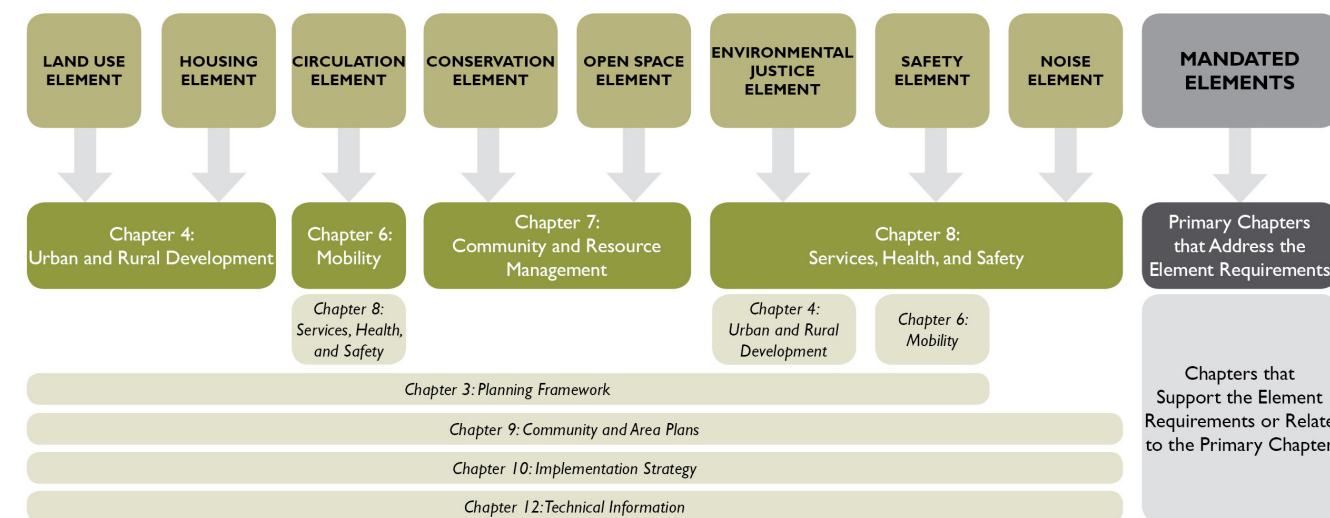 LAND USE
ELEMENT
HOUSING
ELEMENT
CIRCULATION
ELEMENT
CONSERVATION
ELEMENT
OPEN SPACE
ELEMENT
ENVIRONMENTAL
JUSTICE
ELEMENT
SAFETY
ELEMENT
NOISE
ELEMENT
MANDATED
ELEMENTS
Chapter 4:
Urban and Rural Development
Chapter 6:
Mobility
Chapter 7:
Community and Resource
Management
Chapter 8:
Services, Health, and Safety
Primary Chapters
that Address the
Element Requirements
Chapter 8:
Services, Health,
and Safety
Chapter 4:
Urban and Rural
Development
Chapter 6:
Mobility
Chapter 3: Planning Framework
Chapter 9: Community and Area Plans
Chapter 10: Implementation Strategy
Chapter 12: Technical Information
Chapters that
Support the Element
Requirements or Relate
to the Primary Chapter